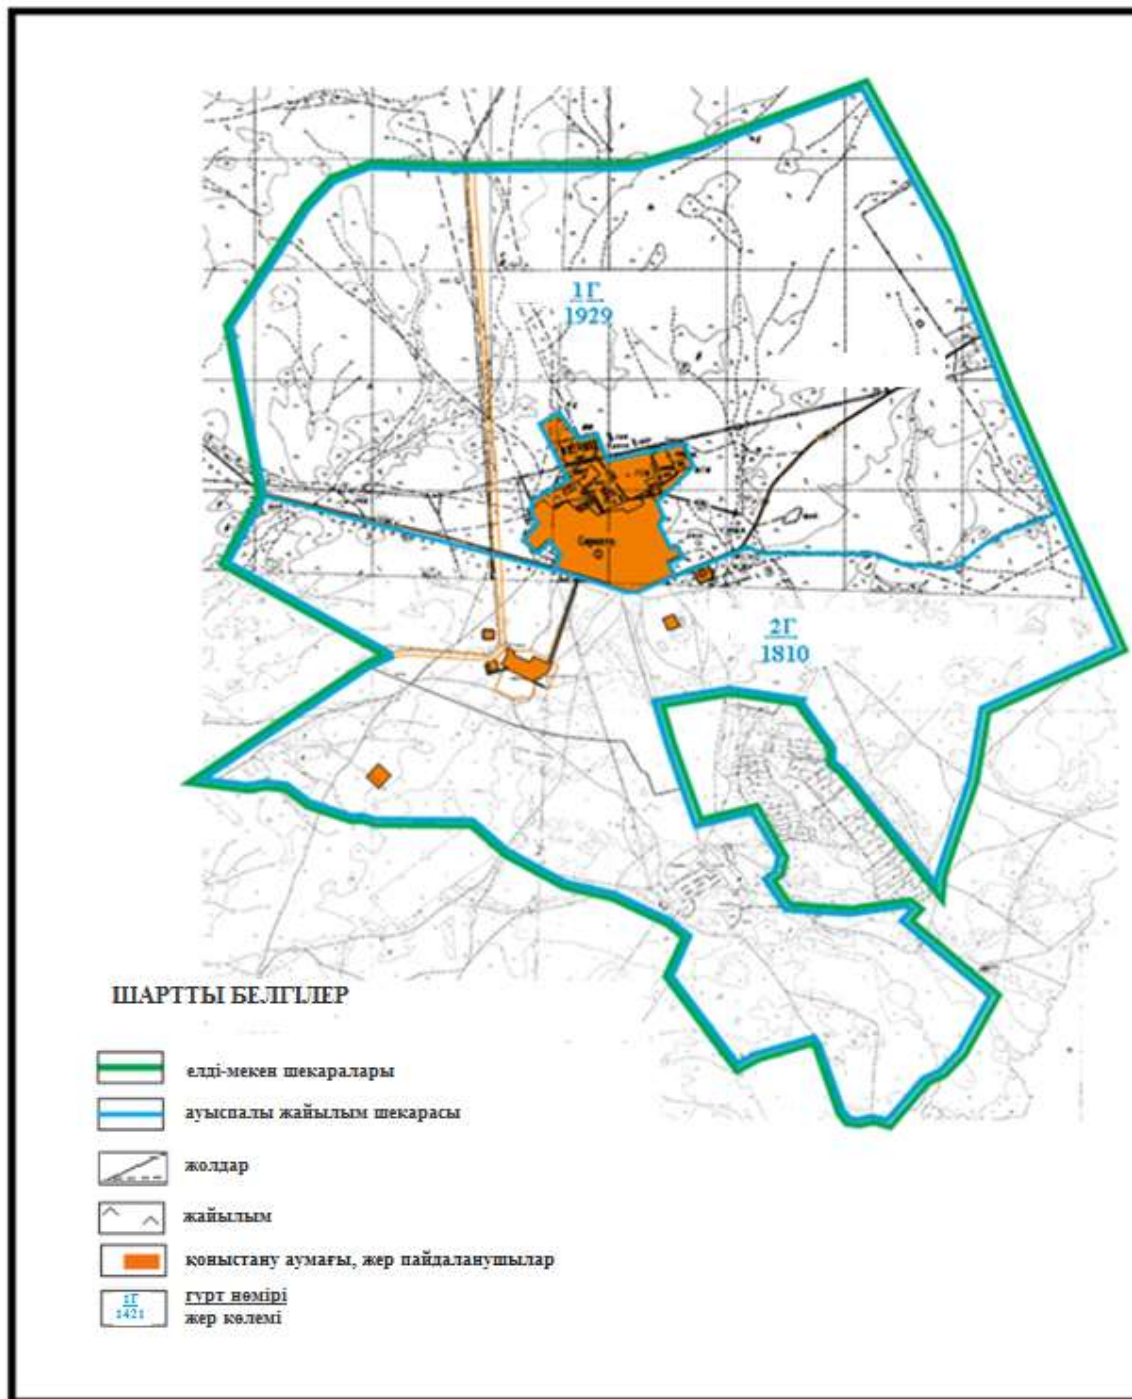 1Г
1929
2Г
1810
ШАРТТЫ БЕЛГІЛЕР
елді-мекен шекаралары
ауыспалы жайылым шекарасы
жолдар
жайылым
қоныстану аумағы, жер пайдаланушылар
1Г
1421
гурт нөмірі
жер көлемі